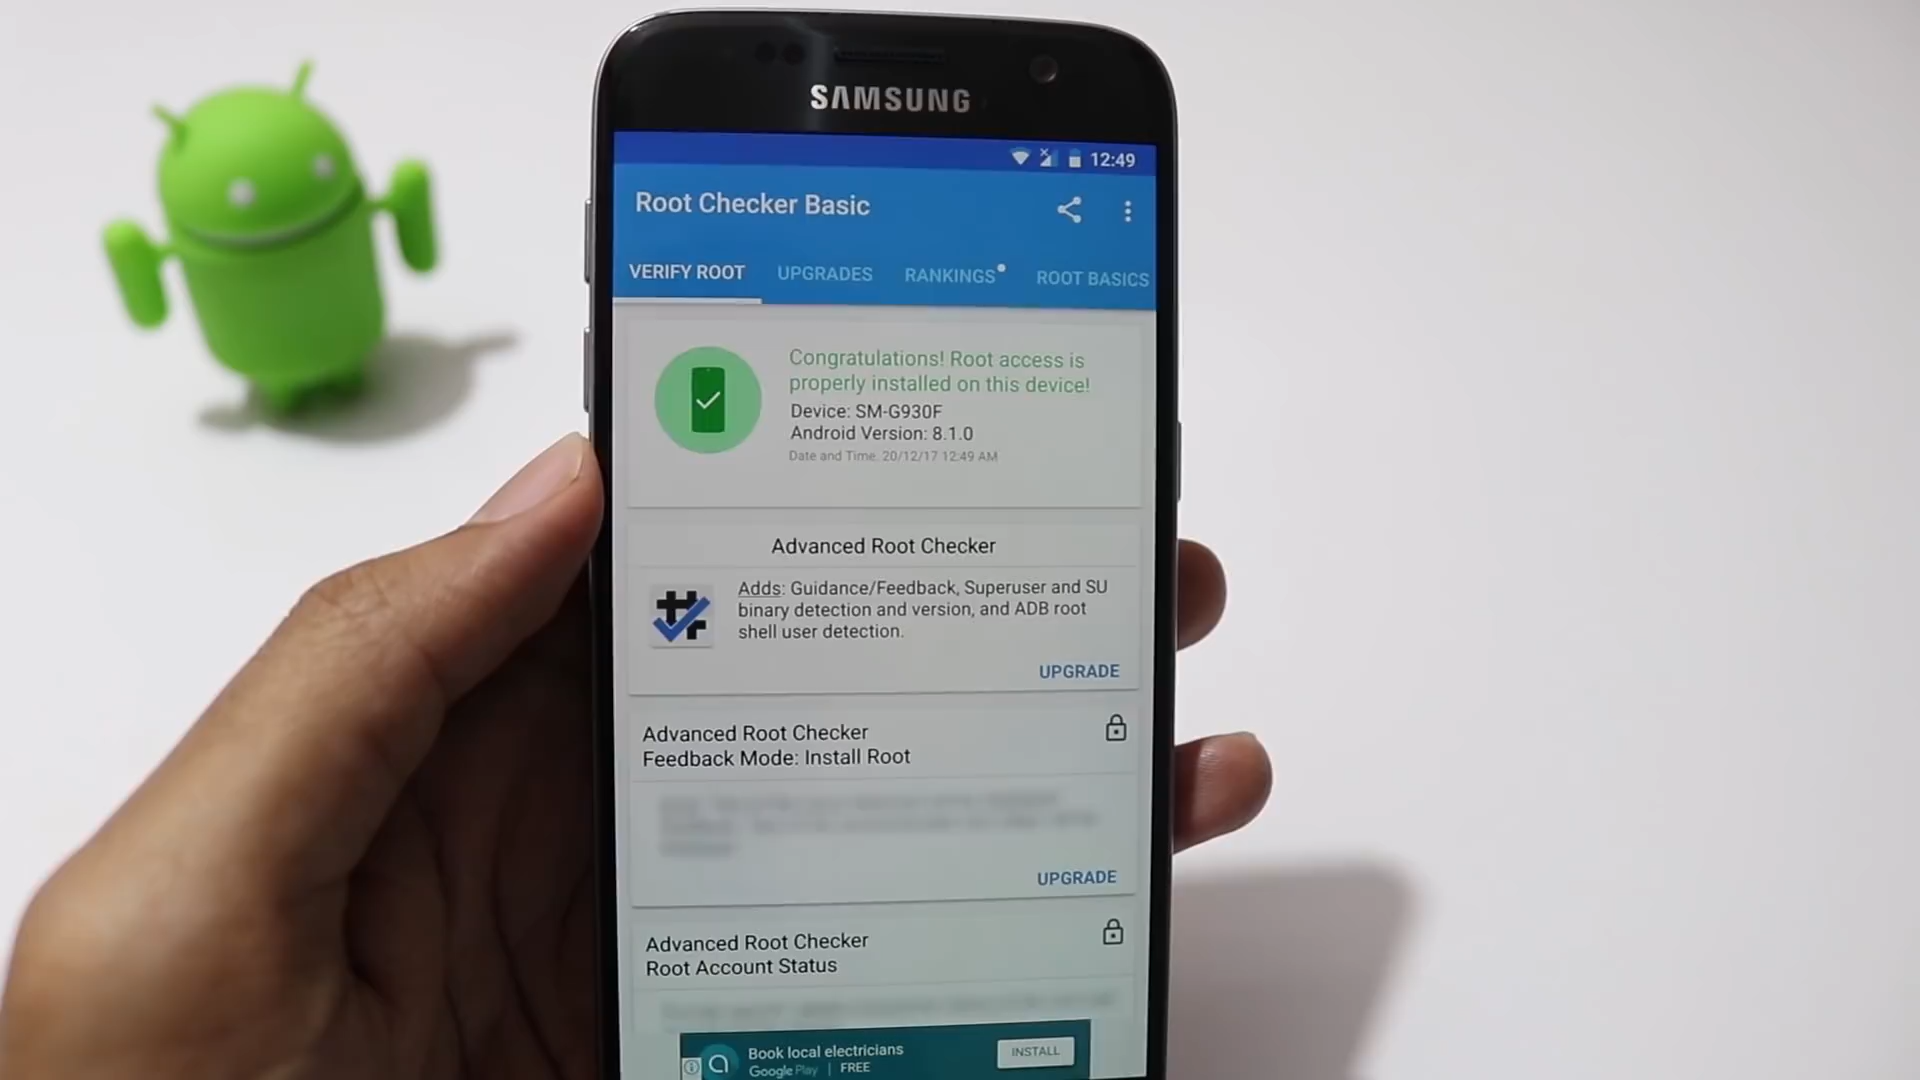 SAMSUNG
12:49
Root Checker Basic
VERIFY ROOT
UPGRADES
RANKINGS
ROOT BASICS
Congratulations! Root access is
properly installed on this device!
Device: SM-G930F
Android Version: 8.1.0
Date and Time: 20/12/17 12:49 AM
Advanced Root Checker
Adds: Guidance/Feedback, Superuser and SU
binary detection and version, and ADB root
shell user detection.
UPGRADE
Advanced Root Checker
Feedback Mode: Install Root
UPGRADE
Advanced Root Checker
Root Account Status
Book local electricians
Google Play | FREE
INSTALL